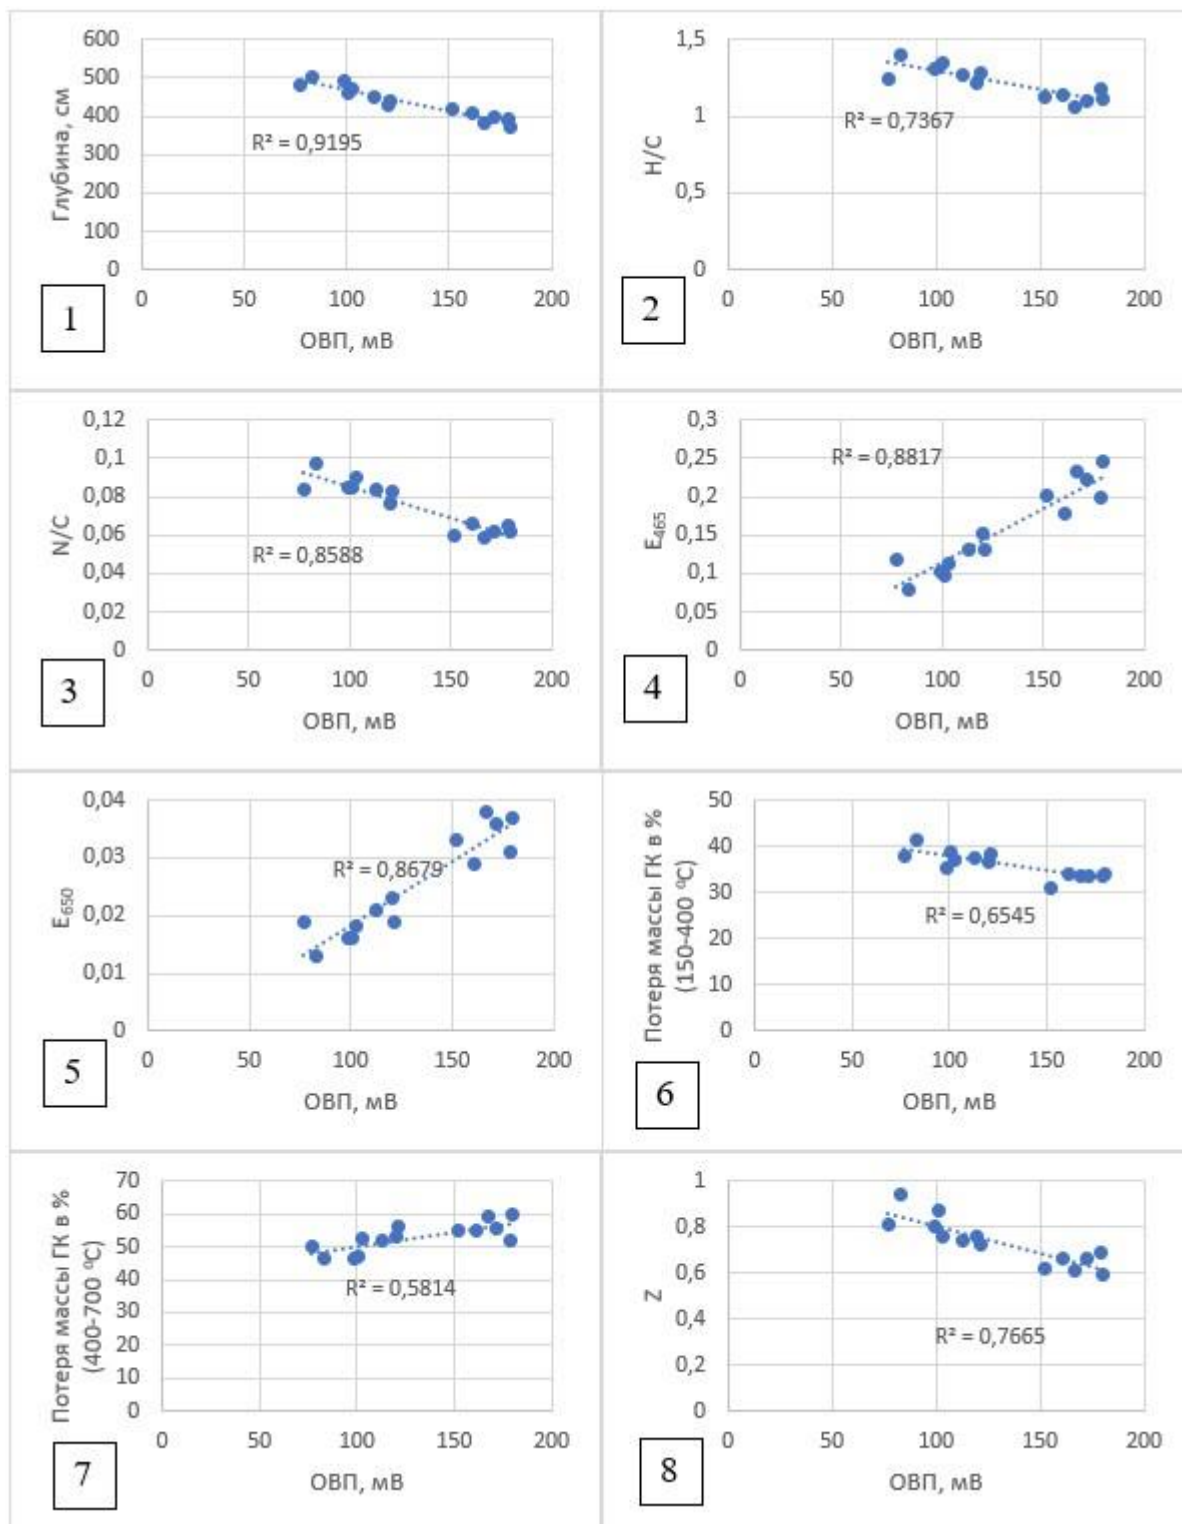 600
500
400
300
200
100
0
Глубина, см
R² = 0,9195
0 50 100 150 200
ОВП, мВ
1
1,5
1
0,5
0
H/C
R² = 0,7367
0 50 100 150 200
ОВП, мВ
2
0,12
0,1
0,08
0,06
0,04
0,02
0
N/C
R² = 0,8588
0 50 100 150 200
ОВП, мВ
3
0,3
0,25
0,2
0,15
0,1
0,05
0
E₄₆₅
R² = 0,8817
0 50 100 150 200
ОВП, мВ
4
0,04
0,03
0,02
0,01
0
E₆₅₀
R² = 0,8679
0 50 100 150 200
ОВП, мВ
5
50
40
30
20
10
0
Потеря массы ГК в %
(150-400 ⁰С)
R² = 0,6545
0 50 100 150 200
ОВП, мВ
6
70
60
50
40
30
20
10
0
Потеря массы ГК в %
(400-700 ⁰С)
R² = 0,5814
0 50 100 150 200
ОВП, мВ
7
1
0,8
0,6
0,4
0,2
0
Z
R² = 0,7665
0 50 100 150 200
ОВП, мВ
8